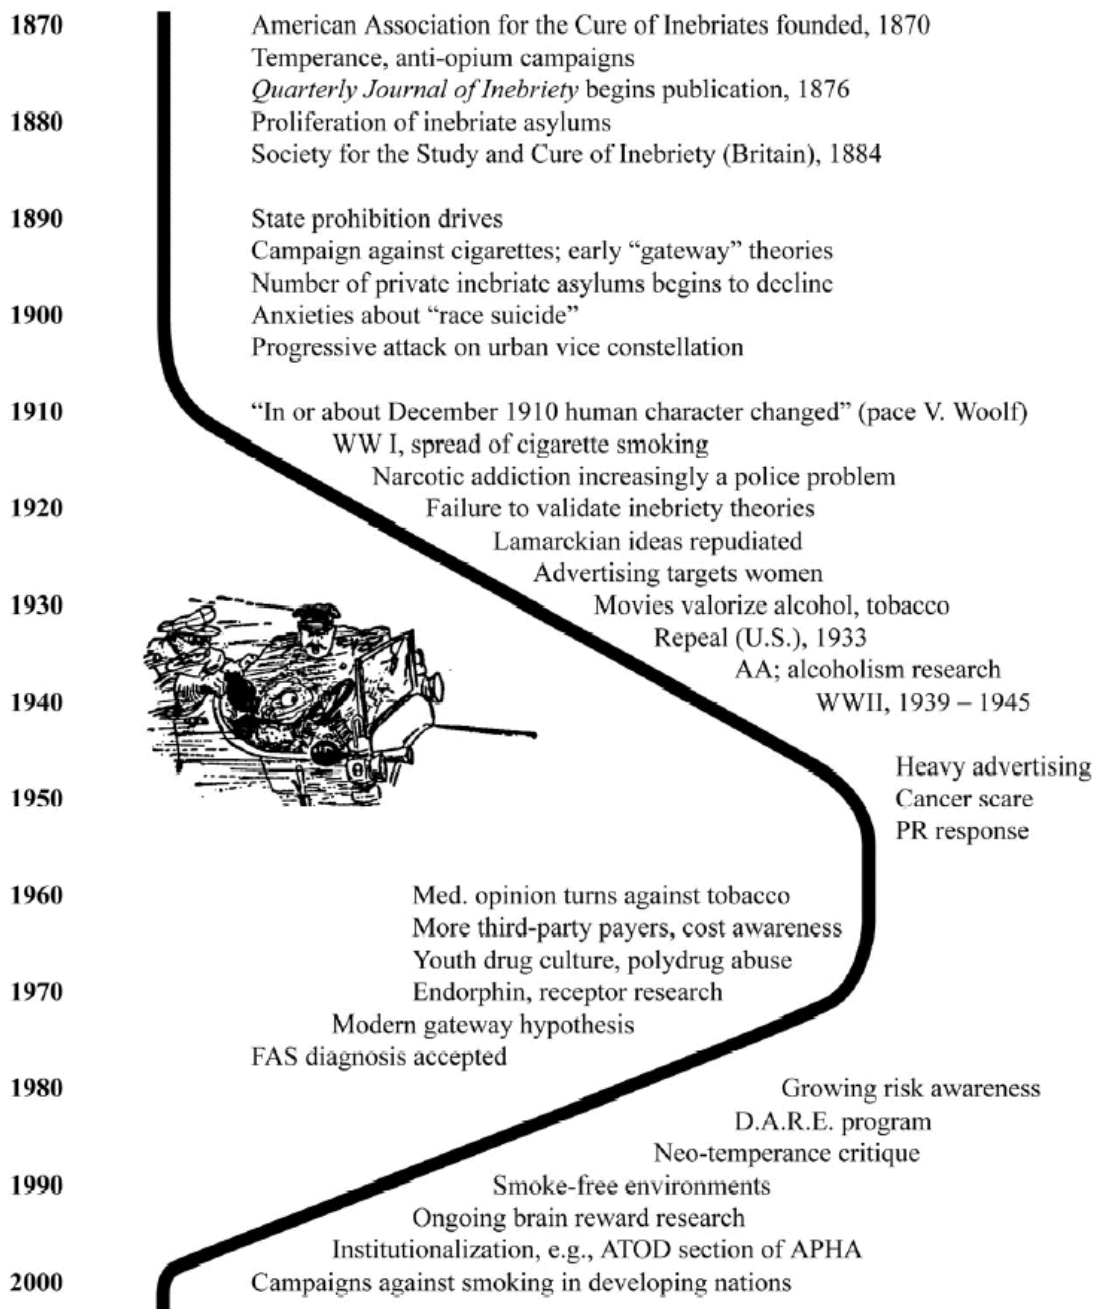 1870 American Association for the Cure of Inebriates founded, 1870
Temperance, anti-opium campaigns
Quarterly Journal of Inebriety begins publication, 1876
1880 Proliferation of inebriate asylums
Society for the Study and Cure of Inebriety (Britain), 1884
1890 State prohibition drives
Campaign against cigarettes; early “gateway” theories
Number of private inebriate asylums begins to decline
1900 Anxieties about “race suicide”
Progressive attack on urban vice constellation
1910 “In or about December 1910 human character changed” (pace V. Woolf)
WW I, spread of cigarette smoking
Narcotic addiction increasingly a police problem
1920 Failure to validate inebriety theories
Lamarckian ideas repudiated
Advertising targets women
1930 Movies valorize alcohol, tobacco
Repeal (U.S.), 1933
AA; alcoholism research
1940 WWII, 1939 – 1945
Heavy advertising
1950 Cancer scare
PR response
1960 Med. opinion turns against tobacco
More third-party payers, cost awareness
Youth drug culture, polydrug abuse
1970 Endorphin, receptor research
Modern gateway hypothesis
FAS diagnosis accepted
1980 Growing risk awareness
D.A.R.E. program
Neo-temperance critique
1990 Smoke-free environments
Ongoing brain reward research
Institutionalization, e.g., ATOD section of APHA
2000 Campaigns against smoking in developing nations